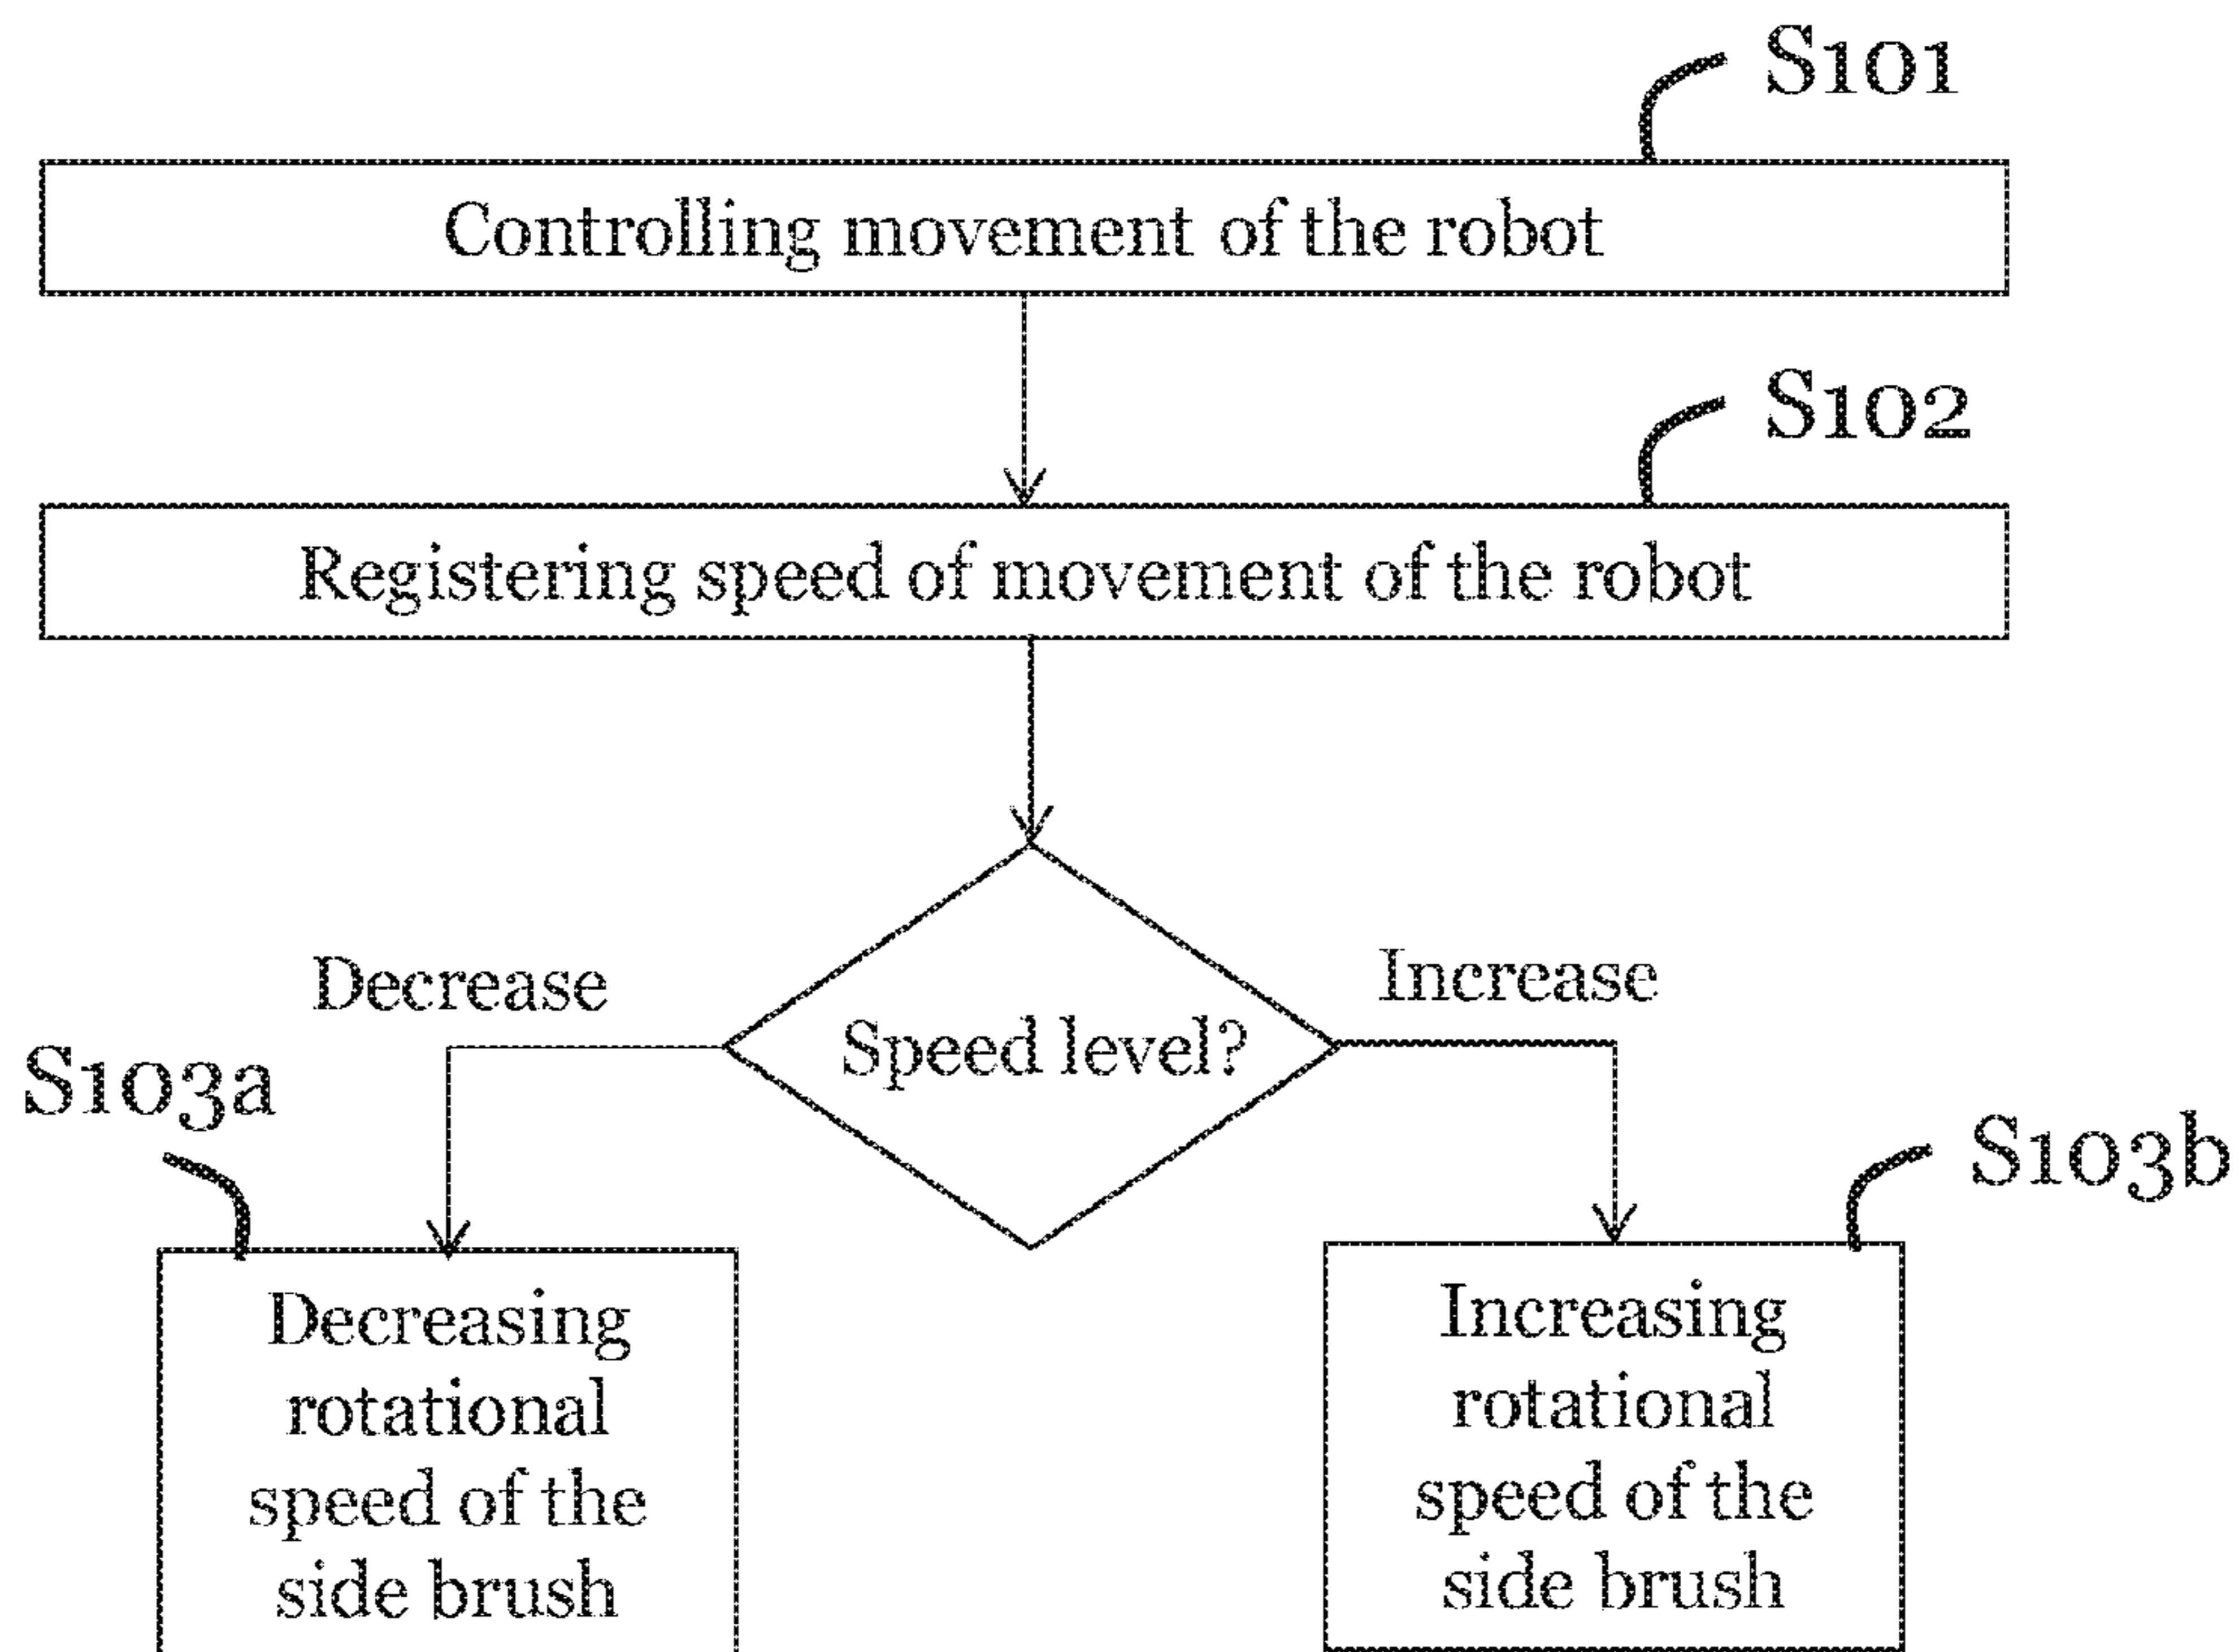 S101
Controlling movement of the robot
S102
Registering speed of movement of the robot
Decrease
Increase
Speed level?
S103a
S103b
Decreasing
rotational
speed of the
side brush
Increasing
rotational
speed of the
side brush